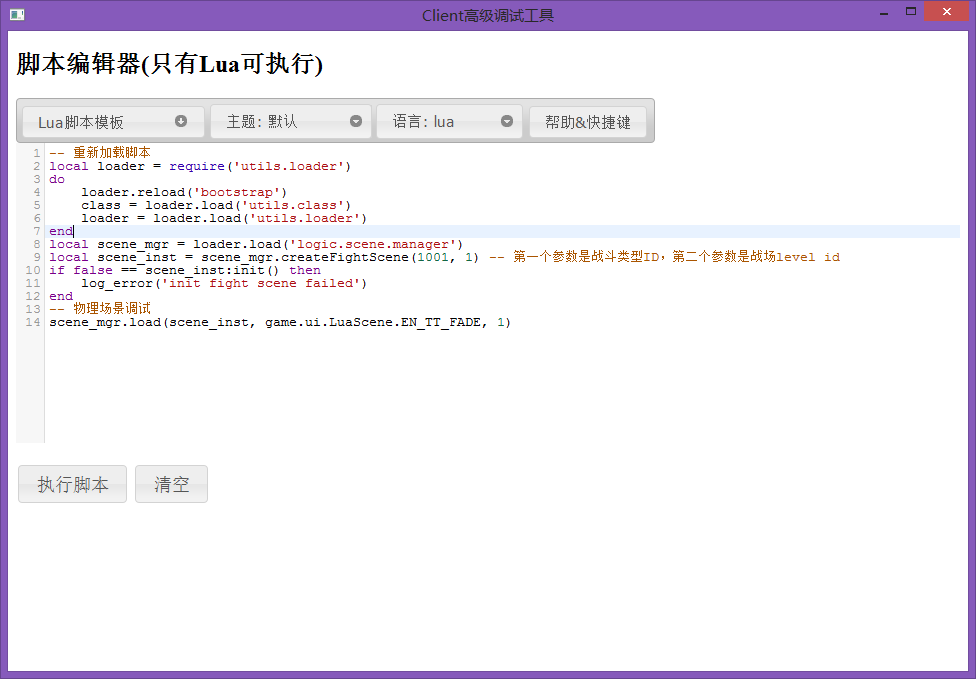 Client高级调试工具
脚本编辑器(只有Lua可执行)
Lua脚本模板 主题: 默认 语言: lua 帮助&快捷键
1 -- 重新加载脚本
2 local loader = require('utils.loader')
3 do
4     loader.reload('bootstrap')
5     class = loader.load('utils.class')
6     loader = loader.load('utils.loader')
7 end
8 local scene_mgr = loader.load('logic.scene.manager')
9 local scene_inst = scene_mgr.createFightScene(1001, 1) -- 第一个参数是战斗类型ID，第二个参数是战场level id
10 if false == scene_inst:init() then
11     log_error('init fight scene failed')
12 end
13 -- 物理场景调试
14 scene_mgr.load(scene_inst, game.ui.LuaScene.EN_TT_FADE, 1)
执行脚本 清空